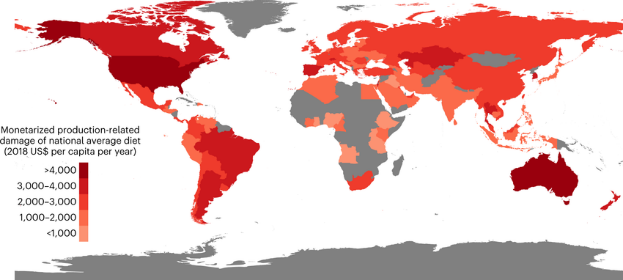 Monetarized production-related
damage of national average diet
(2018 US$ per capita per year)
>4,000
3,000–4,000
2,000–3,000
1,000–2,000
<1,000